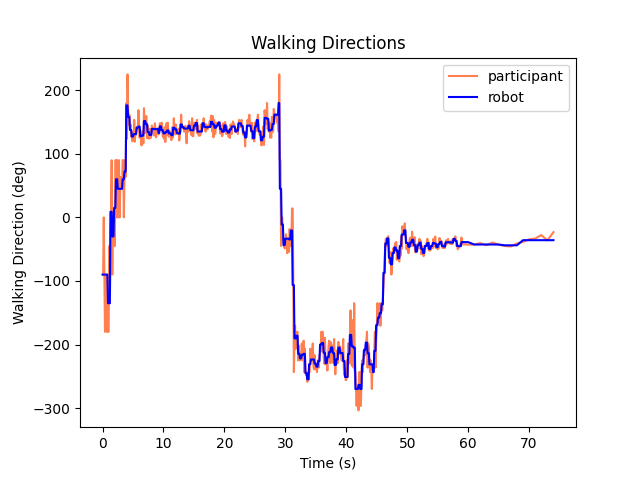 Walking Directions
participant
robot
Walking Direction (deg)
200
100
0
−100
−200
−300
0 10 20 30 40 50 60 70
Time (s)